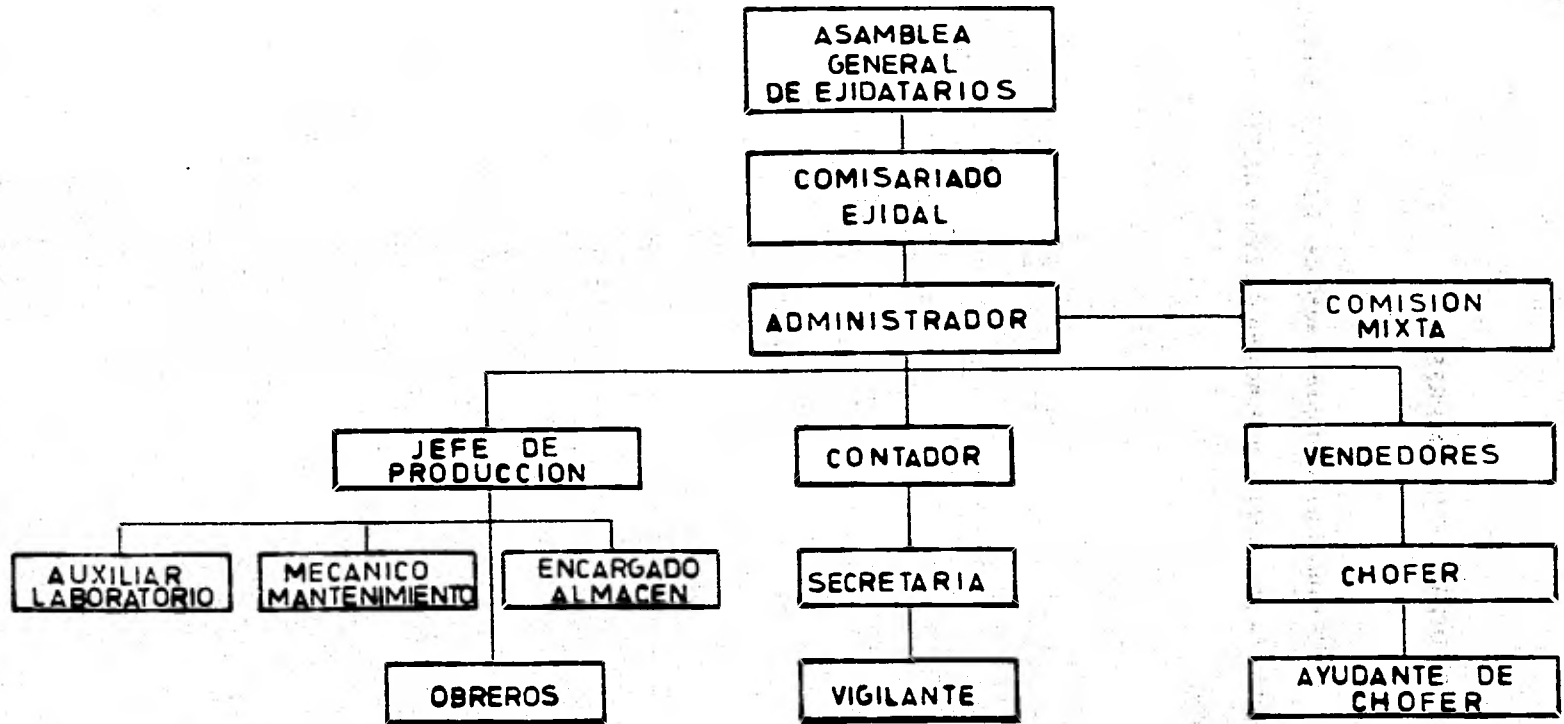 ASAMBLEA
GENERAL
DE EJIDATARIOS
COMISARIADO
EJIDAL
ADMINISTRADOR
COMISION
MIXTA
JEFE DE
PRODUCCION
CONTADOR
VENDEDORES
AUXILIAR
LABORATORIO
MECANICO
MANTENIMIENTO
ENCARGADO
ALMACEN
SECRETARIA
CHOFER
OBREROS
VIGILANTE
AYUDANTE DE
CHOFER